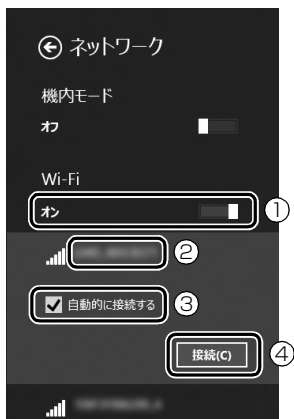 ネットワーク
機内モード
オフ
Wi-Fi
オン ①
②
自動的に接続する ③
接続(C) ④